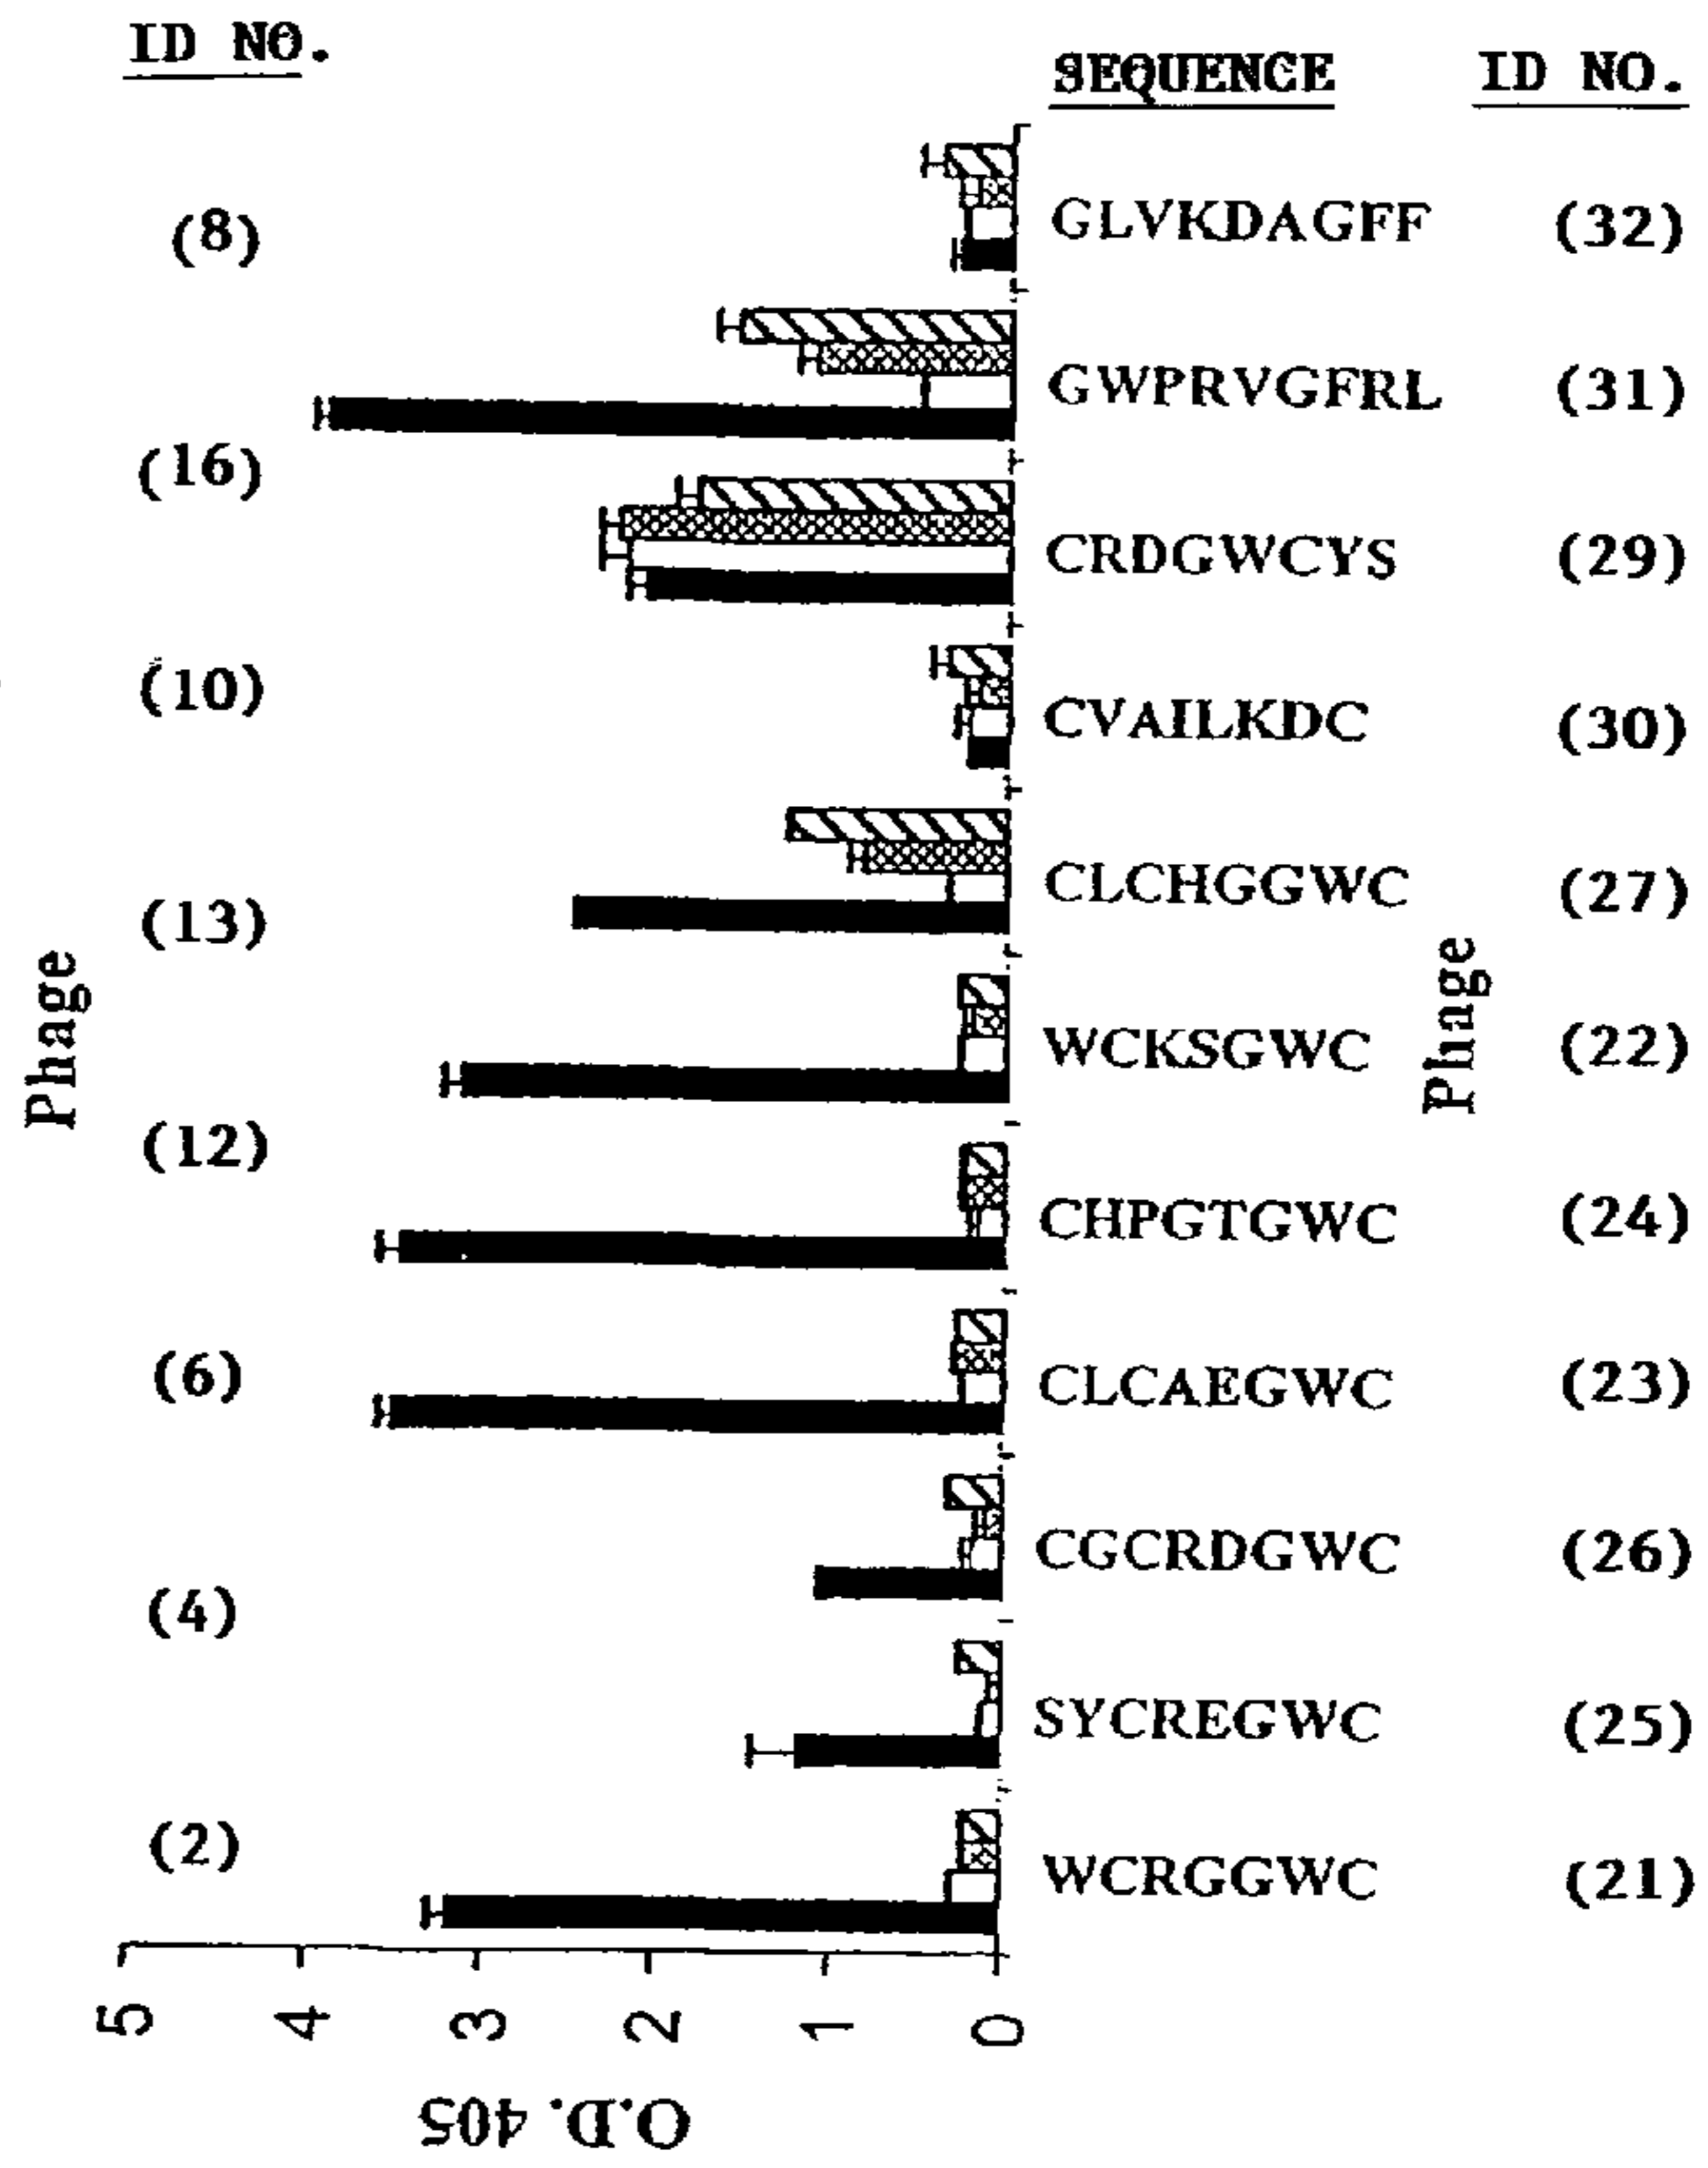 ID NO.
SEQUENCE ID NO.
(8)
GLVKDAGFF (32)
GWPRVGFRL (31)
(16)
CRDGWCYS (29)
(10)
CVAILKDC (30)
(13)
CLCHGGWC (27)
Phage
WCKSGWC (22)
Phage
(12)
CHPGTGWC (24)
(6)
CLCAEGWC (23)
(4)
CGCRDGWC (26)
SYCREGWC (25)
(2)
WCRGGWC (21)
5 4 3 2 1 0
O.D. 405